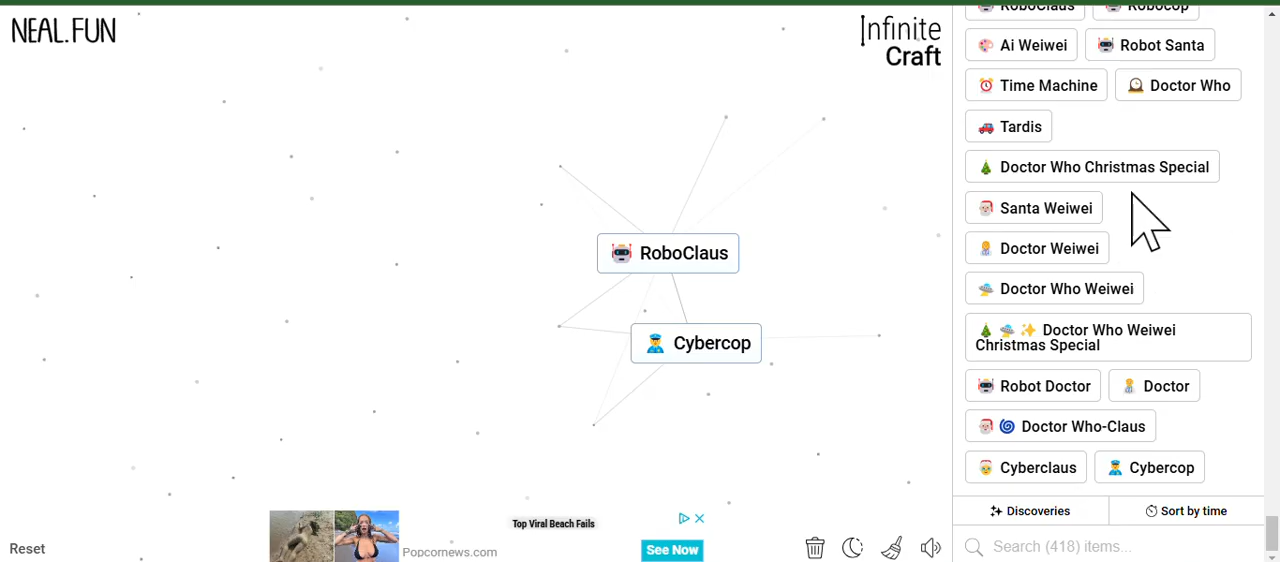 NEAL.FUN
Infinite
Craft
RoboClaus Robocop
Ai Weiwei Robot Santa
Time Machine Doctor Who
Tardis
Doctor Who Christmas Special
Santa Weiwei
RoboClaus
Doctor Weiwei
Doctor Who Weiwei
Cybercop
Doctor Who Weiwei
Christmas Special
Robot Doctor Doctor
Doctor Who-Claus
Cyberclaus Cybercop
Discoveries Sort by time
Search (418) items...
Top Viral Beach Fails
Popcornews.com
See Now
Reset